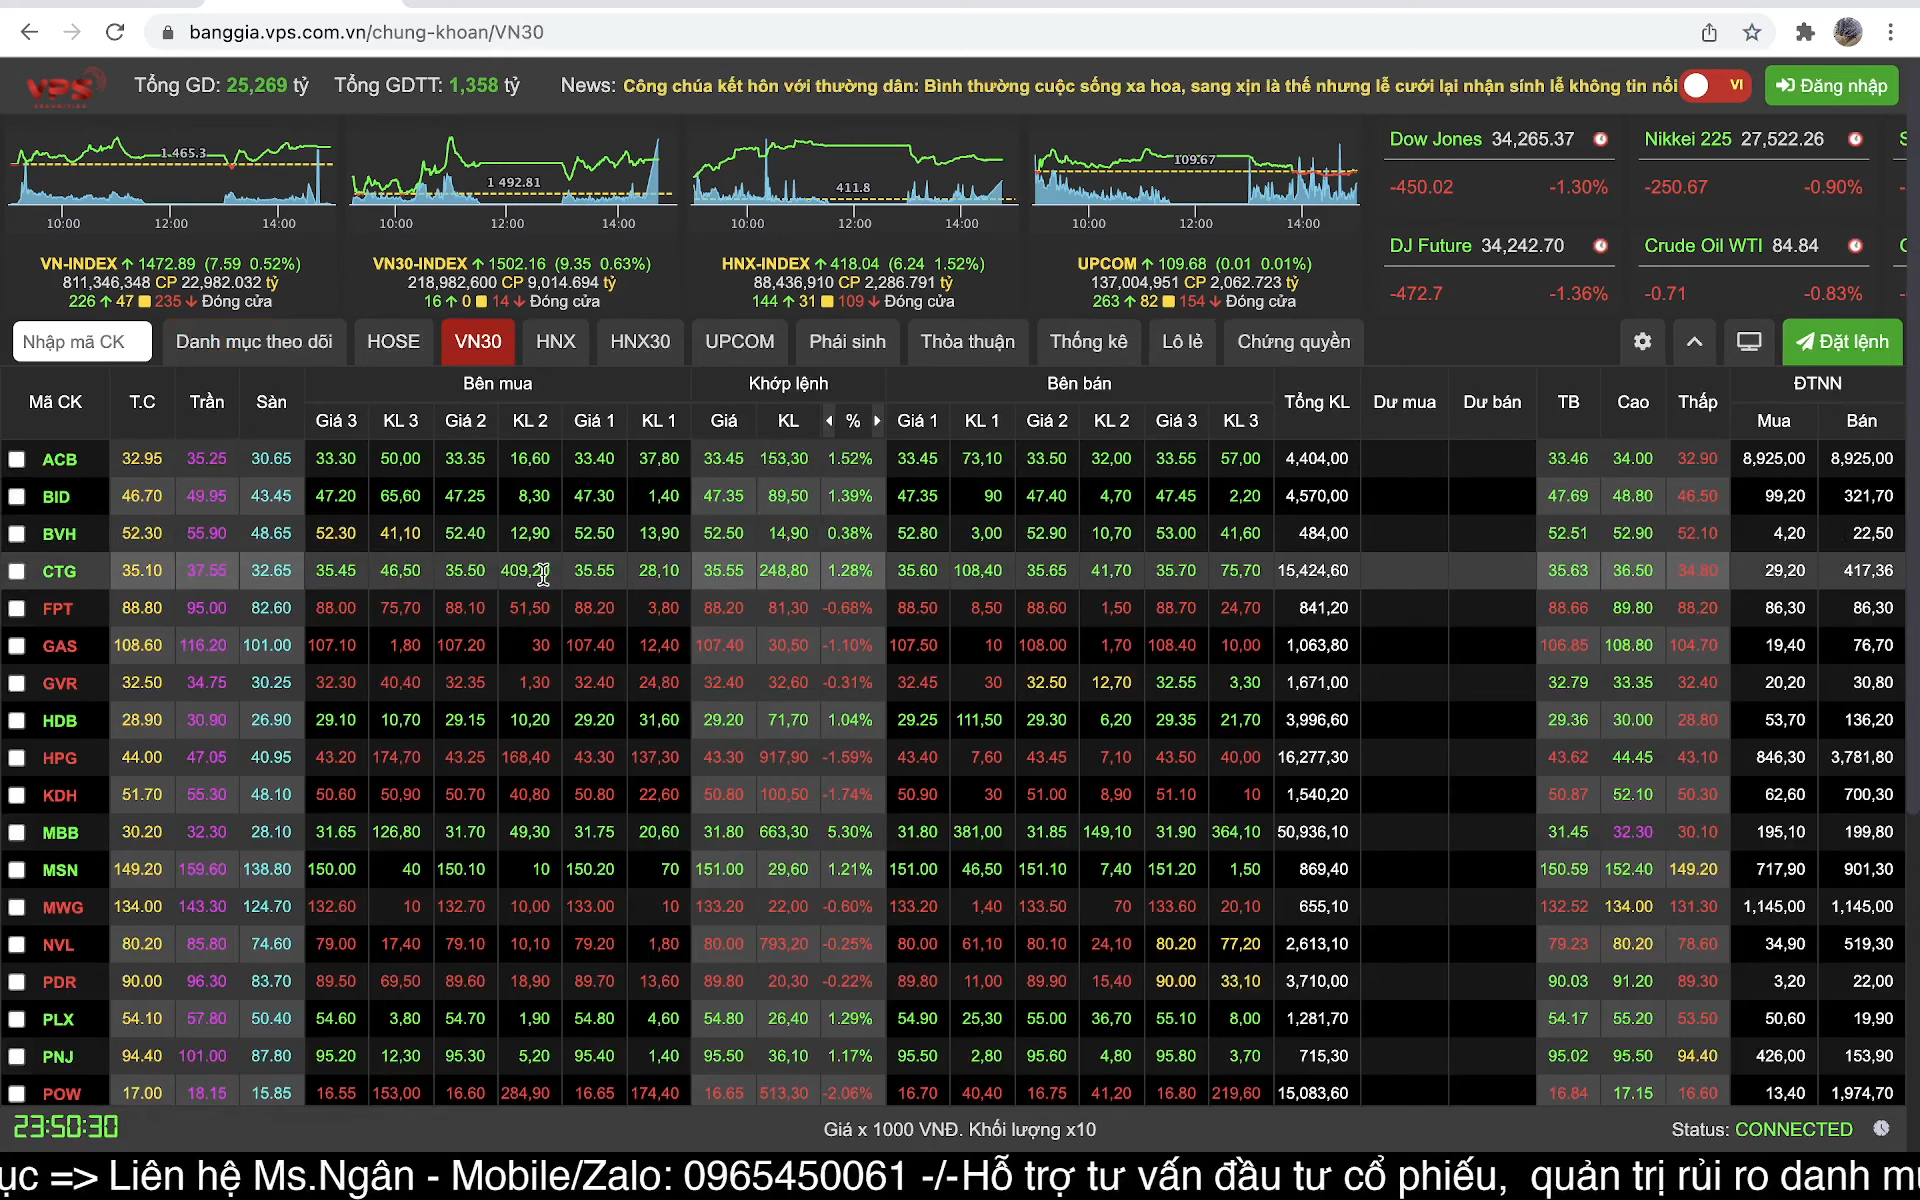 banggia.vps.com.vn/chung-khoan/VN30
VPS Tổng GD: 25,269 tỷ Tổng GDTT: 1,358 tỷ News: Công chúa kết hôn với thường dân: Bình thường cuộc sống xa hoa, sang xịn là thế nhưng lễ cưới lại nhận sính lễ không tin nổi VI Đăng nhập
1.465.3 1 492.81 411.8 109.67
10:00 12:00 14:00 10:00 12:00 14:00 10:00 12:00 14:00 10:00 12:00 14:00
VN-INDEX 1472.89 (7.59 0.52%)
811,346,348 CP 22,982.032 tỷ
226 47 235 Đóng cửa
VN30-INDEX 1502.16 (9.35 0.63%)
218,982,600 CP 9,014.694 tỷ
16 0 14 Đóng cửa
HNX-INDEX 418.04 (6.24 1.52%)
88,436,910 CP 2,286.791 tỷ
144 31 109 Đóng cửa
UPCOM 109.68 (0.01 0.01%)
137,004,951 CP 2,062.723 tỷ
263 82 154 Đóng cửa
Dow Jones 34,265.37
-450.02 -1.30%
Nikkei 225 27,522.26
-250.67 -0.90%
DJ Future 34,242.70
-472.7 -1.36%
Crude Oil WTI 84.84
-0.71 -0.83%
Nhập mã CK Danh mục theo dõi HOSE VN30 HNX HNX30 UPCOM Phái sinh Thỏa thuận Thống kê Lô lẻ Chứng quyền Đặt lệnh
Mã CK T.C Trần Sàn Bên mua Khớp lệnh Bên bán Tổng KL Dư mua Dư bán TB Cao Thấp ĐTNN
Giá 3 KL 3 Giá 2 KL 2 Giá 1 KL 1 Giá KL % Giá 1 KL 1 Giá 2 KL 2 Giá 3 KL 3 Mua Bán
ACB 32.95 35.25 30.65 33.30 50,00 33.35 16,60 33.40 37,80 33.45 153,30 1.52% 33.45 73,10 33.50 32,00 33.55 57,00 4,404,00 33.46 34.00 32.90 8,925,00 8,925,00
BID 46.70 49.95 43.45 47.20 65,60 47.25 8,30 47.30 1,40 47.35 89,50 1.39% 47.35 90 47.40 4,70 47.45 2,20 4,570,00 47.69 48.80 46.50 99,20 321,70
BVH 52.30 55.90 48.65 52.30 41,10 52.40 12,90 52.50 13,90 52.50 14,90 0.38% 52.80 3,00 52.90 10,70 53.00 41,60 484,00 52.51 52.90 52.10 4,20 22,50
CTG 35.10 37.55 32.65 35.45 46,50 35.50 35.55 28,10 35.55 248,80 1.28% 35.60 108,40 35.65 41,70 35.70 75,70 15,424,60 35.63 36.50 34.80 29,20 417,36
FPT 88.80 95.00 82.60 88.00 75,70 88.10 51,50 88.20 3,80 88.20 81,30 -0.68% 88.50 8,50 88.60 1,50 88.70 24,70 841,20 88.66 89.80 88.20 86,30 86,30
GAS 108.60 116.20 101.00 107.10 1,80 107.20 30 107.40 12,40 107.40 30,50 -1.10% 107.50 10 108.00 1,70 108.40 10,00 1,063,80 106.85 108.80 104.70 19,40 76,70
GVR 32.50 34.75 30.25 32.30 40,40 32.35 1,30 32.40 24,80 32.40 32,60 -0.31% 32.45 30 32.50 12,70 32.55 3,30 1,671,00 32.79 33.35 32.40 20,20 30,80
HDB 28.90 30.90 26.90 29.10 10,70 29.15 10,20 29.20 31,60 29.20 71,70 1.04% 29.25 111,50 29.30 6,20 29.35 21,70 3,996,60 29.36 30.00 28.80 53,70 136,20
HPG 44.00 47.05 40.95 43.20 174,70 43.25 168,40 43.30 137,30 43.30 917,90 -1.59% 43.40 7,60 43.45 7,10 43.50 40,00 16,277,30 43.62 44.45 43.10 846,30 3,781,80
KDH 51.70 55.30 48.10 50.60 50,90 50.70 40,80 50.80 22,60 50.80 100,50 -1.74% 50.90 30 51.00 8,90 51.10 10 1,540,20 50.87 52.10 50.30 62,60 700,30
MBB 30.20 32.30 28.10 31.65 126,80 31.70 49,30 31.75 20,60 31.80 663,30 5.30% 31.80 381,00 31.85 149,10 31.90 364,10 50,936,10 31.45 32.30 30.10 195,10 199,80
MSN 149.20 159.60 138.80 150.00 40 150.10 10 150.20 70 151.00 29,60 1.21% 151.00 46,50 151.10 7,40 151.20 1,50 869,40 150.59 152.40 149.20 717,90 901,30
MWG 134.00 143.30 124.70 132.60 10 132.70 10,00 133.00 10 133.20 22,00 -0.60% 133.20 1,40 133.50 70 133.60 20,10 655,10 132.52 134.00 131.30 1,145,00 1,145,00
NVL 80.20 85.80 74.60 79.00 17,40 79.10 10,10 79.20 1,80 80.00 793,20 -0.25% 80.00 61,10 80.10 24,10 80.20 77,20 2,613,10 79.23 80.20 78.60 34,90 519,30
PDR 90.00 96.30 83.70 89.50 69,50 89.60 18,90 89.70 13,60 89.80 20,30 -0.22% 89.80 11,00 89.90 15,40 90.00 33,10 3,710,00 90.03 91.20 89.30 3,20 22,00
PLX 54.10 57.80 50.40 54.60 3,80 54.70 1,90 54.80 4,60 54.80 26,40 1.29% 54.90 25,30 55.00 36,70 55.10 8,00 1,281,70 54.17 55.20 53.50 50,60 19,90
PNJ 94.40 101.00 87.80 95.20 12,30 95.30 5,20 95.40 1,40 95.50 36,10 1.17% 95.50 2,80 95.60 4,80 95.80 3,70 715,30 95.02 95.50 94.40 426,00 153,90
POW 17.00 18.15 15.85 16.55 153,00 16.60 284,90 16.65 174,40 16.65 513,30 -2.06% 16.70 40,40 16.75 41,20 16.80 219,60 15,083,60 16.84 17.15 16.60 13,40 1,974,70
23:50:30 Giá x 1000 VNĐ. Khối lượng x10 Status: CONNECTED
ục => Liên hệ Ms.Ngân - Mobile/Zalo: 0965450061 -/-Hỗ trợ tư vấn đầu tư cổ phiếu, quản trị rủi ro danh